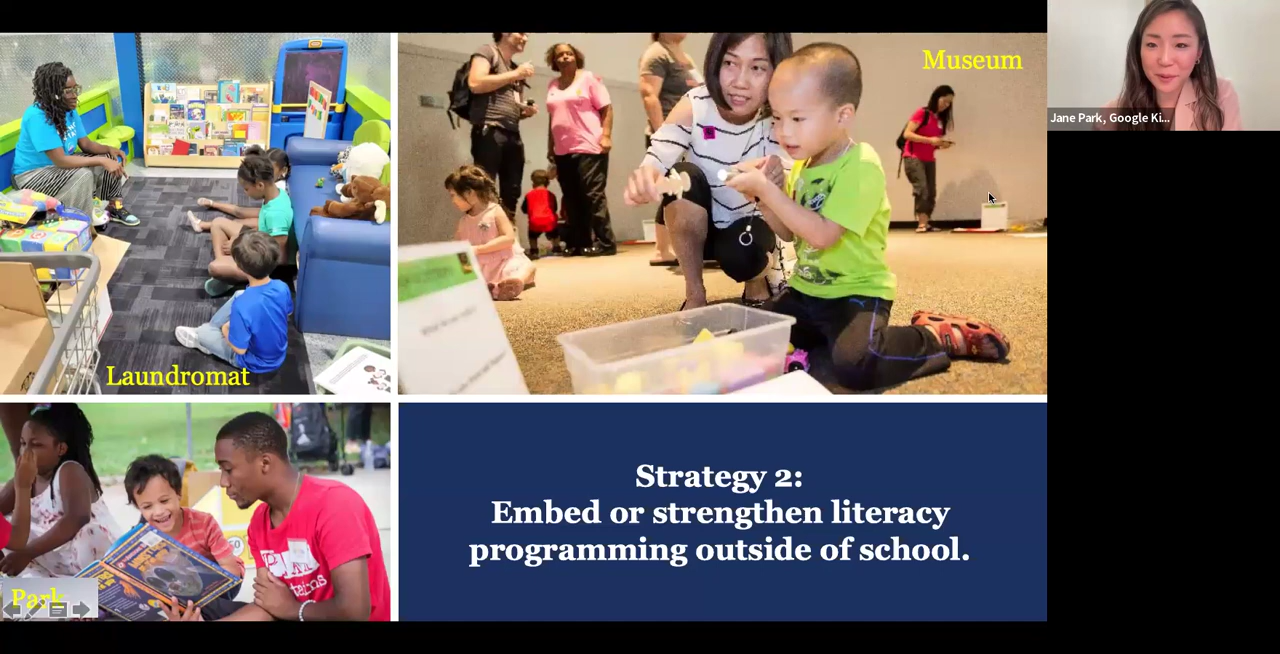 Museum
Jane Park, Google Ki...
Laundromat
Strategy 2:
Embed or strengthen literacy
programming outside of school.
Park